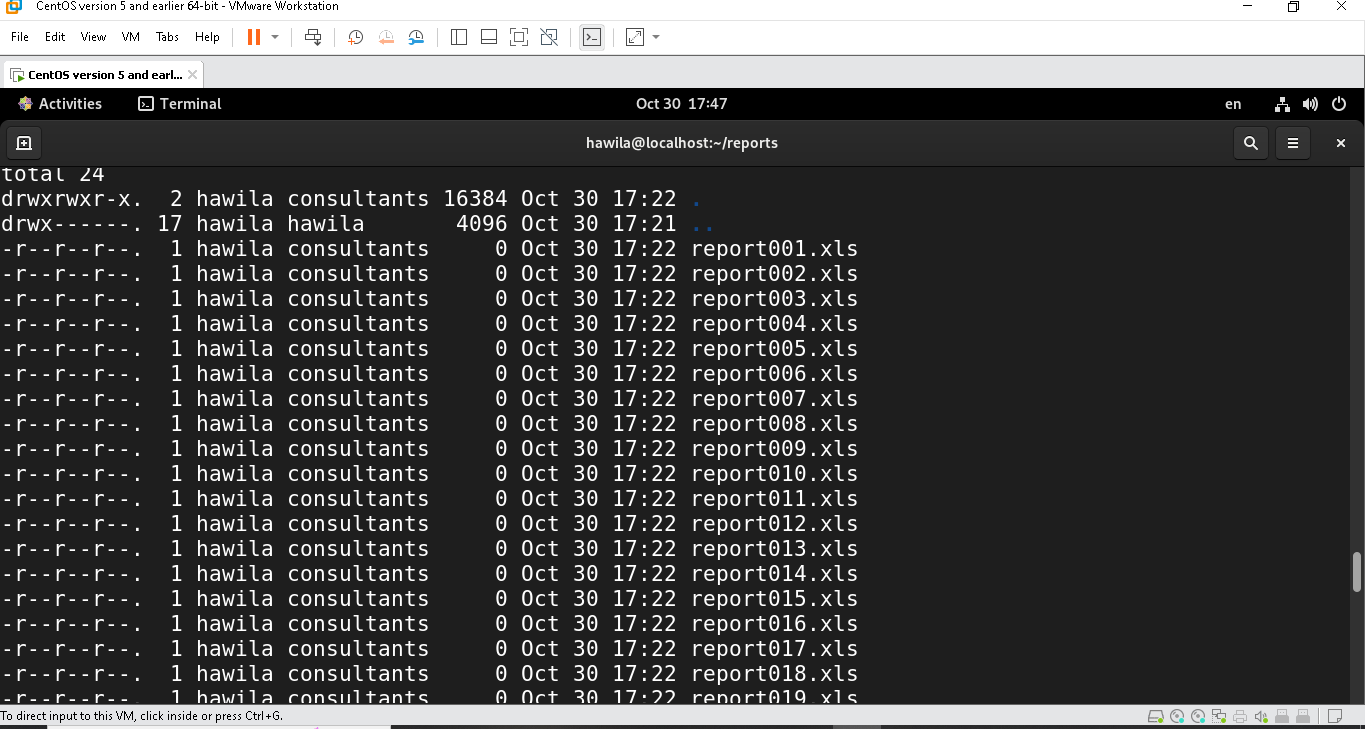 CentOS version 5 and earlier 64-bit - VMware Workstation
File Edit View VM Tabs Help
CentOS version 5 and earl...
Activities Terminal Oct 30 17:47 en
hawila@localhost:~/reports
total 24
drwxrwxr-x. 2 hawila consultants 16384 Oct 30 17:22 .
drwx------. 17 hawila hawila 4096 Oct 30 17:21 ..
-r--r--r--. 1 hawila consultants 0 Oct 30 17:22 report001.xls
-r--r--r--. 1 hawila consultants 0 Oct 30 17:22 report002.xls
-r--r--r--. 1 hawila consultants 0 Oct 30 17:22 report003.xls
-r--r--r--. 1 hawila consultants 0 Oct 30 17:22 report004.xls
-r--r--r--. 1 hawila consultants 0 Oct 30 17:22 report005.xls
-r--r--r--. 1 hawila consultants 0 Oct 30 17:22 report006.xls
-r--r--r--. 1 hawila consultants 0 Oct 30 17:22 report007.xls
-r--r--r--. 1 hawila consultants 0 Oct 30 17:22 report008.xls
-r--r--r--. 1 hawila consultants 0 Oct 30 17:22 report009.xls
-r--r--r--. 1 hawila consultants 0 Oct 30 17:22 report010.xls
-r--r--r--. 1 hawila consultants 0 Oct 30 17:22 report011.xls
-r--r--r--. 1 hawila consultants 0 Oct 30 17:22 report012.xls
-r--r--r--. 1 hawila consultants 0 Oct 30 17:22 report013.xls
-r--r--r--. 1 hawila consultants 0 Oct 30 17:22 report014.xls
-r--r--r--. 1 hawila consultants 0 Oct 30 17:22 report015.xls
-r--r--r--. 1 hawila consultants 0 Oct 30 17:22 report016.xls
-r--r--r--. 1 hawila consultants 0 Oct 30 17:22 report017.xls
-r--r--r--. 1 hawila consultants 0 Oct 30 17:22 report018.xls
-r--r--r--. 1 hawila consultants 0 Oct 30 17:22 report019.xls
To direct input to this VM, click inside or press Ctrl+G.